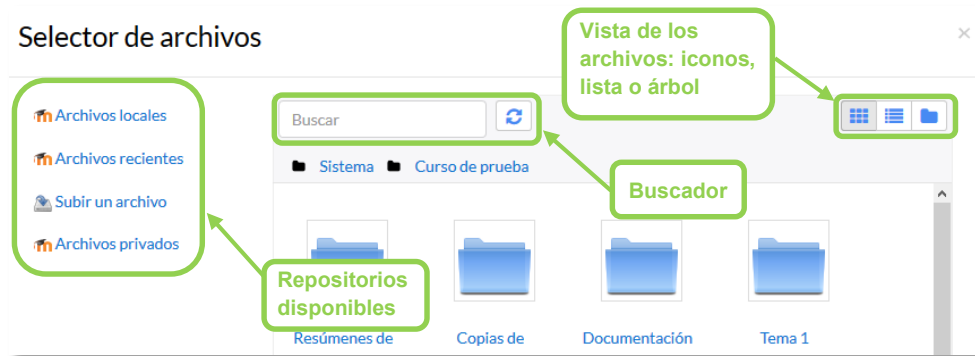 Selector de archivos
Vista de los
archivos: iconos,
lista o árbol
×
Archivos locales
Archivos recientes
Subir un archivo
Archivos privados
Buscar
Sistema Curso de prueba
Buscador
Repositorios
disponibles
Resúmenes de Copias de Documentación Tema 1